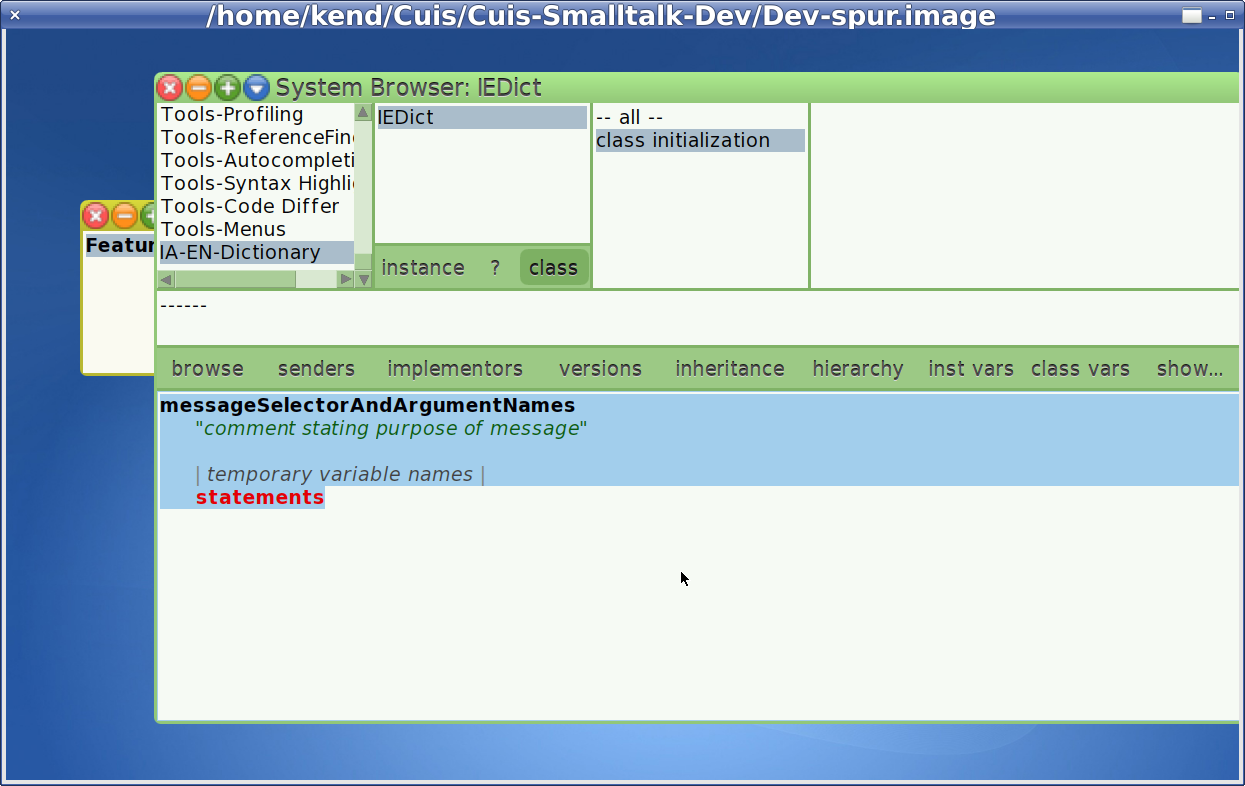 /home/kend/Cuis/Cuis-Smalltalk-Dev/Dev-spur.image
System Browser: IEDict
Tools-Profiling
Tools-ReferenceFin
Tools-Autocompleti
Tools-Syntax Highli
Tools-Code Differ
Tools-Menus
IA-EN-Dictionary
IEDict
instance ? class
-- all --
class initialization
Featur
------
browse senders implementors versions inheritance hierarchy inst vars class vars show...
messageSelectorAndArgumentNames
"comment stating purpose of message"
| temporary variable names |
statements